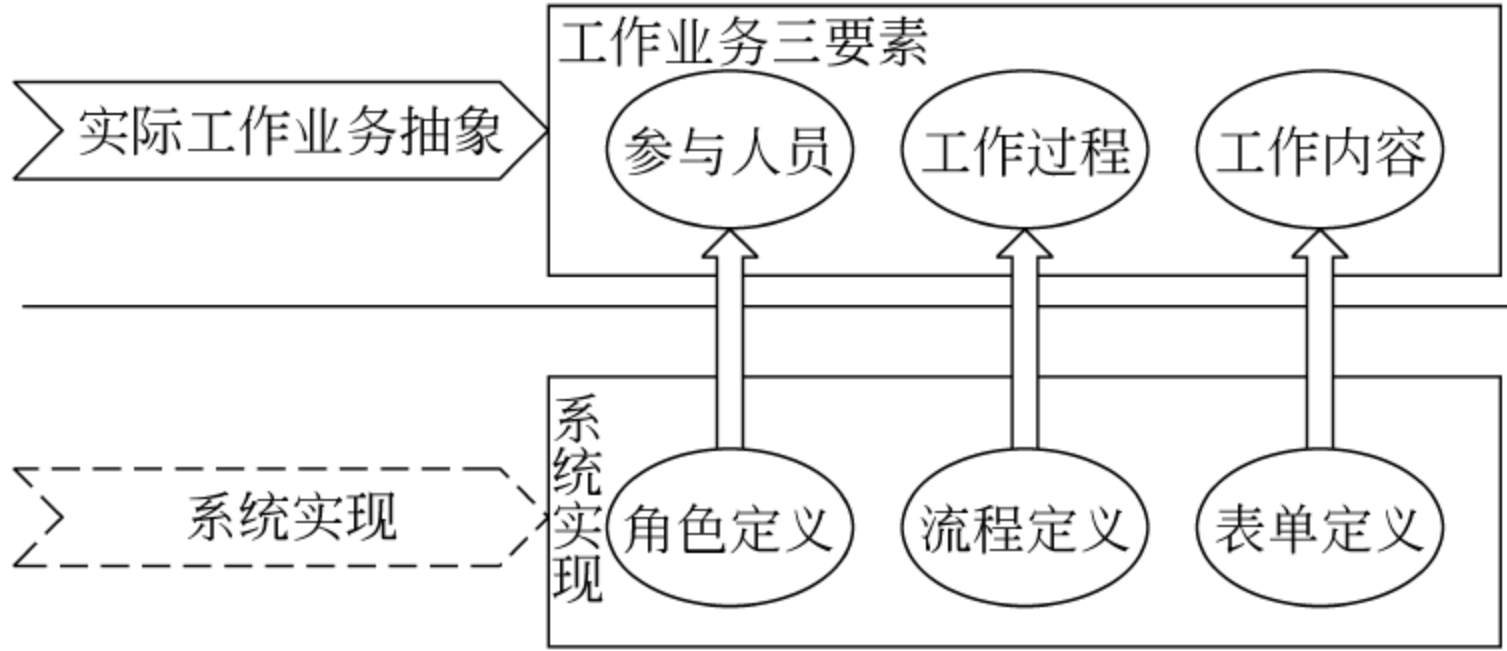 工作业务三要素
实际工作业务抽象
参与人员
工作过程
工作内容
系统实现
系统实现
角色定义
流程定义
表单定义